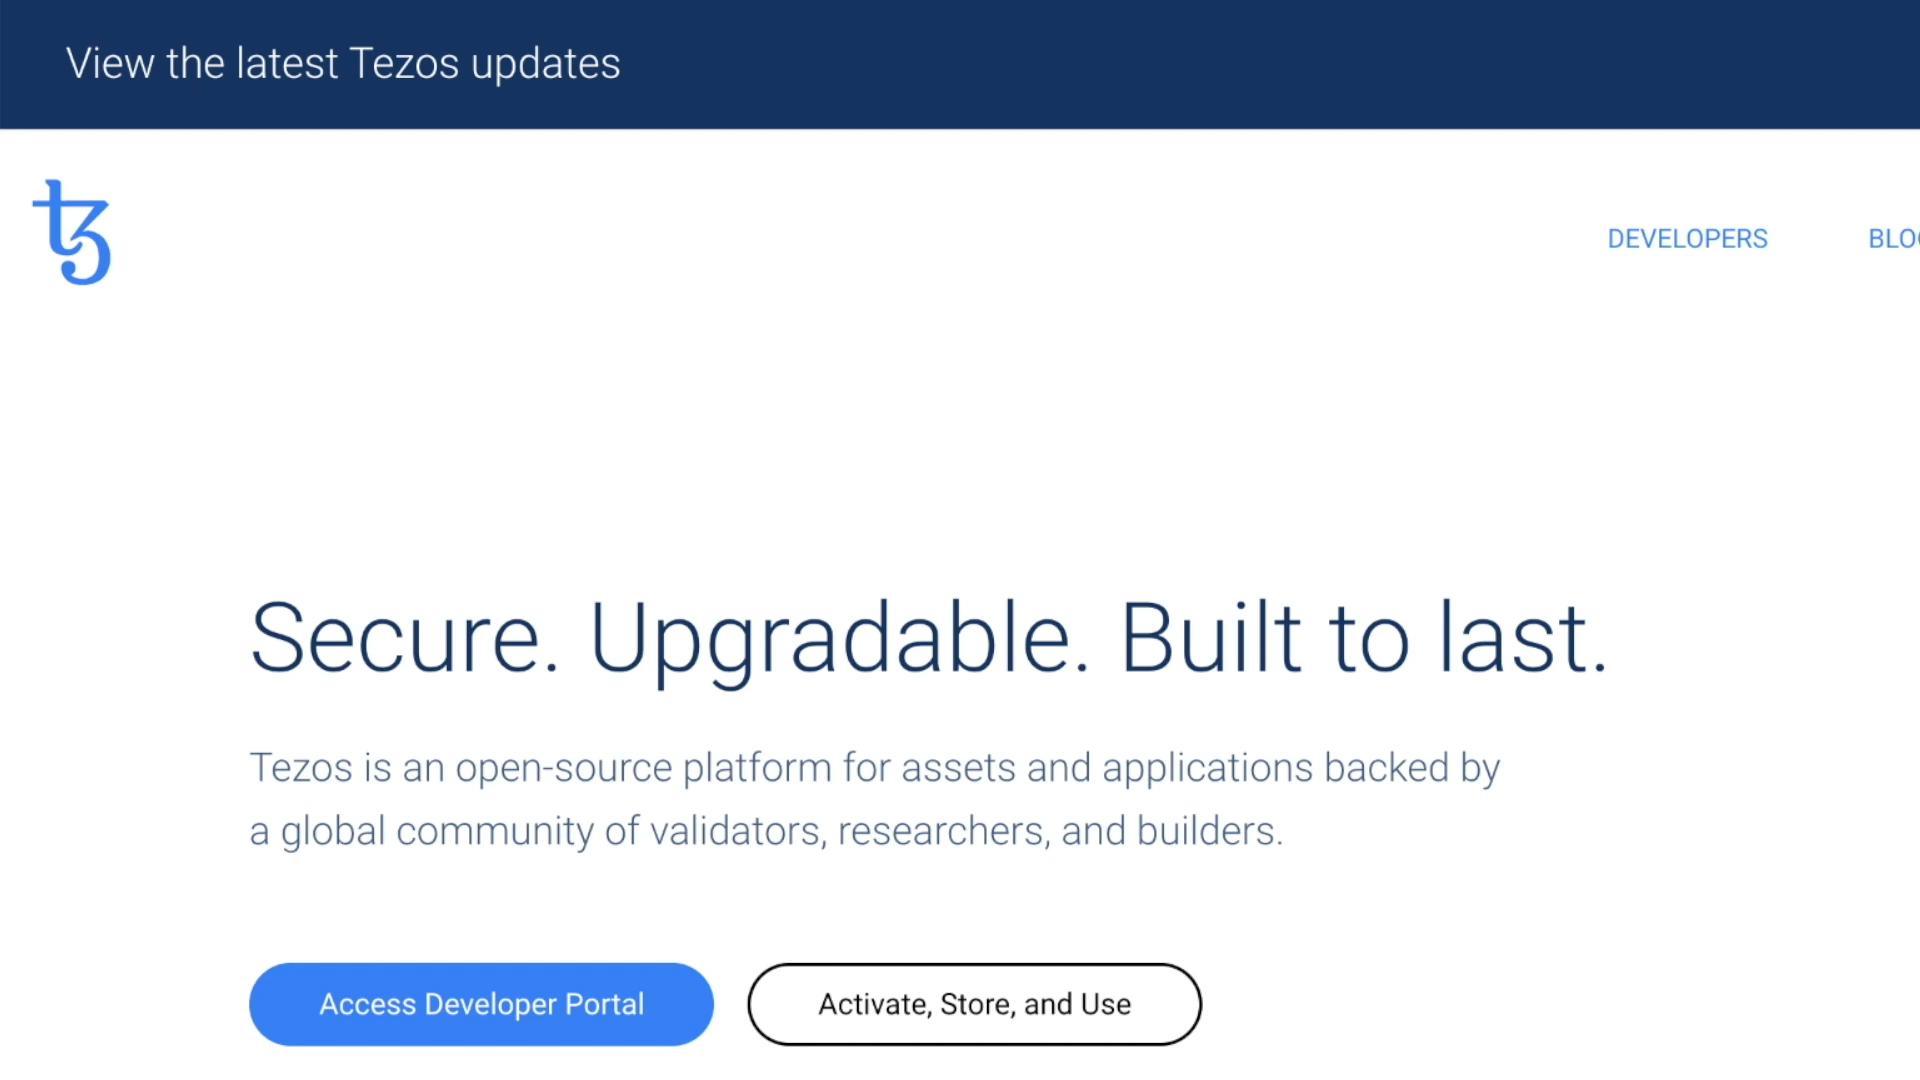 View the latest Tezos updates
DEVELOPERS
Secure. Upgradable. Built to last.
Tezos is an open-source platform for assets and applications backed by
a global community of validators, researchers, and builders.
Access Developer Portal
Activate, Store, and Use